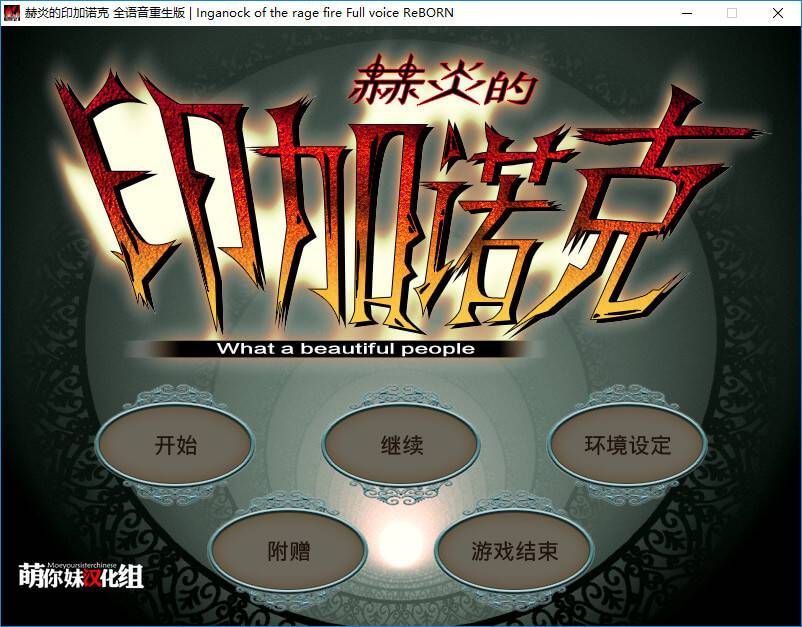 赫炎的印加诺克 全语音重生版 | Inganock of the rage fire Full voice ReBORN
赫炎的
印加诺克
What a beautiful people
开始
继续
环境设定
附赠
游戏结束
Moeyoursisterchinese
萌你妹汉化组